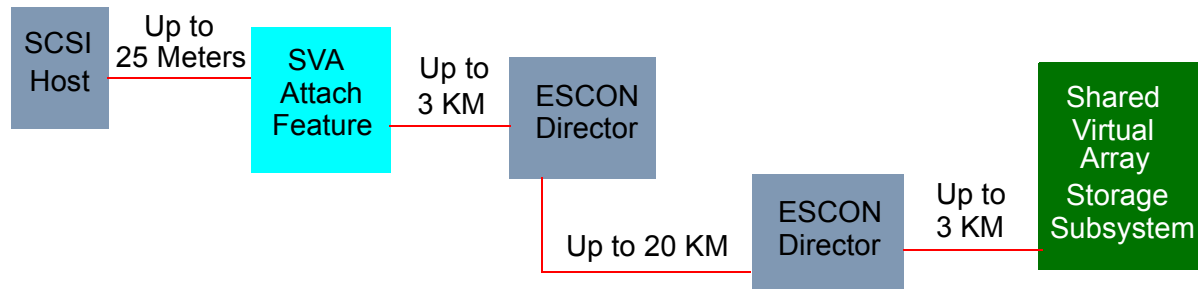 SCSI
Host
Up to
25 Meters
SVA
Attach
Feature
Up to
3 KM
ESCON
Director
Up to 20 KM
ESCON
Director
Up to
3 KM
Shared
Virtual
Array
Storage
Subsystem